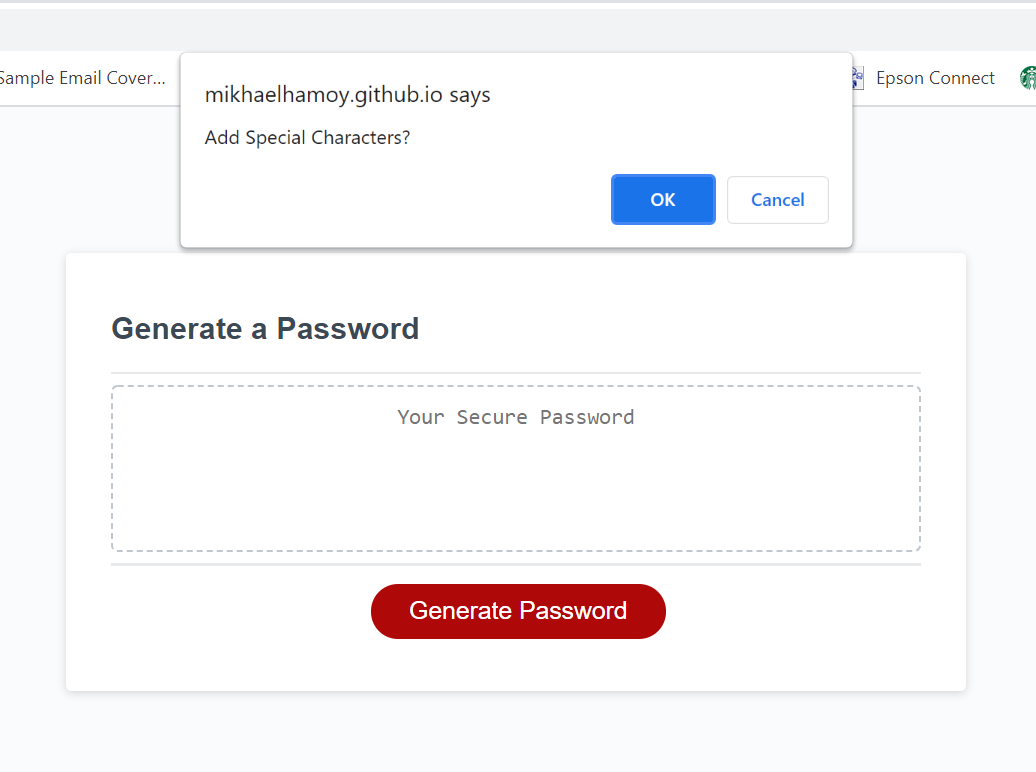 Sample Email Cover...
Epson Connect
mikhaelhamoy.github.io says
Add Special Characters?
OK
Cancel
Generate a Password
Your Secure Password
Generate Password